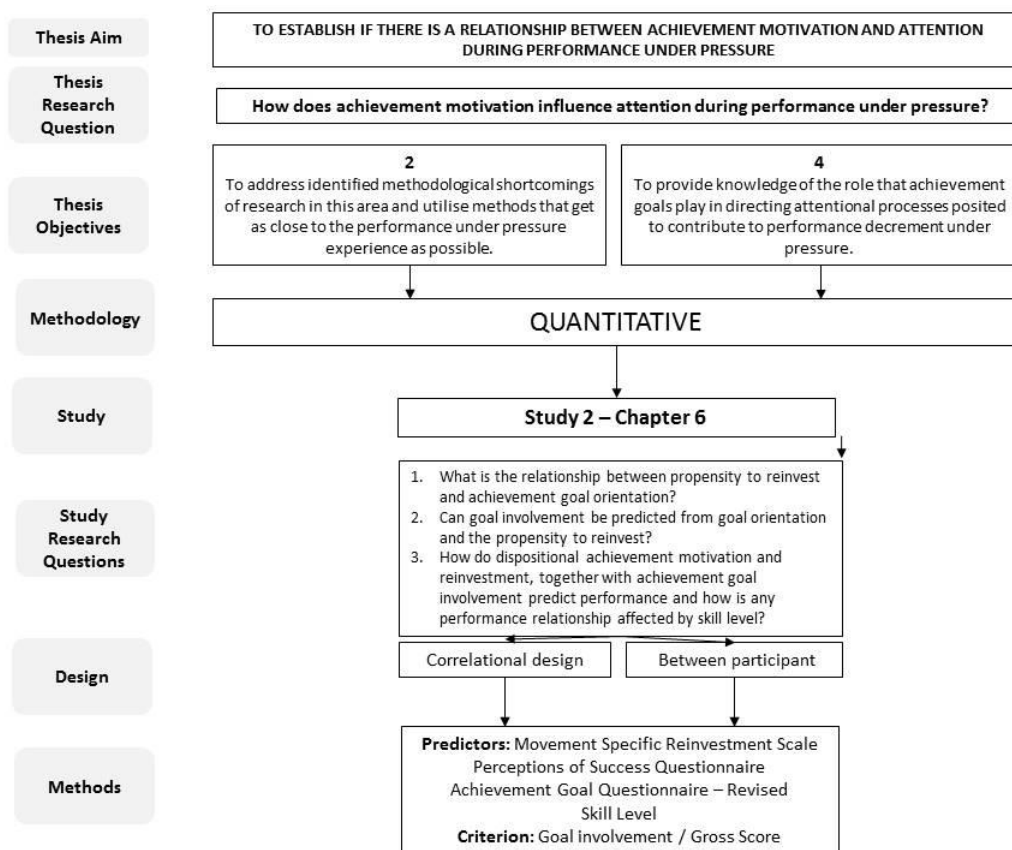 Thesis Aim
TO ESTABLISH IF THERE IS A RELATIONSHIP BETWEEN ACHIEVEMENT MOTIVATION AND ATTENTION
DURING PERFORMANCE UNDER PRESSURE
Thesis
Research
Question
How does achievement motivation influence attention during performance under pressure?
Thesis
Objectives
2
To address identified methodological shortcomings
of research in this area and utilise methods that get
as close to the performance under pressure
experience as possible.
4
To provide knowledge of the role that achievement
goals play in directing attentional processes posited
to contribute to performance decrement under
pressure.
Methodology
QUANTITATIVE
Study
Study 2 – Chapter 6
Study
Research
Questions
1. What is the relationship between propensity to reinvest
and achievement goal orientation?
2. Can goal involvement be predicted from goal orientation
and the propensity to reinvest?
3. How do dispositional achievement motivation and
reinvestment, together with achievement goal
involvement predict performance and how is any
performance relationship affected by skill level?
Design
Correlational design
Between participant
Methods
Predictors: Movement Specific Reinvestment Scale
Perceptions of Success Questionnaire
Achievement Goal Questionnaire – Revised
Skill Level
Criterion: Goal involvement / Gross Score